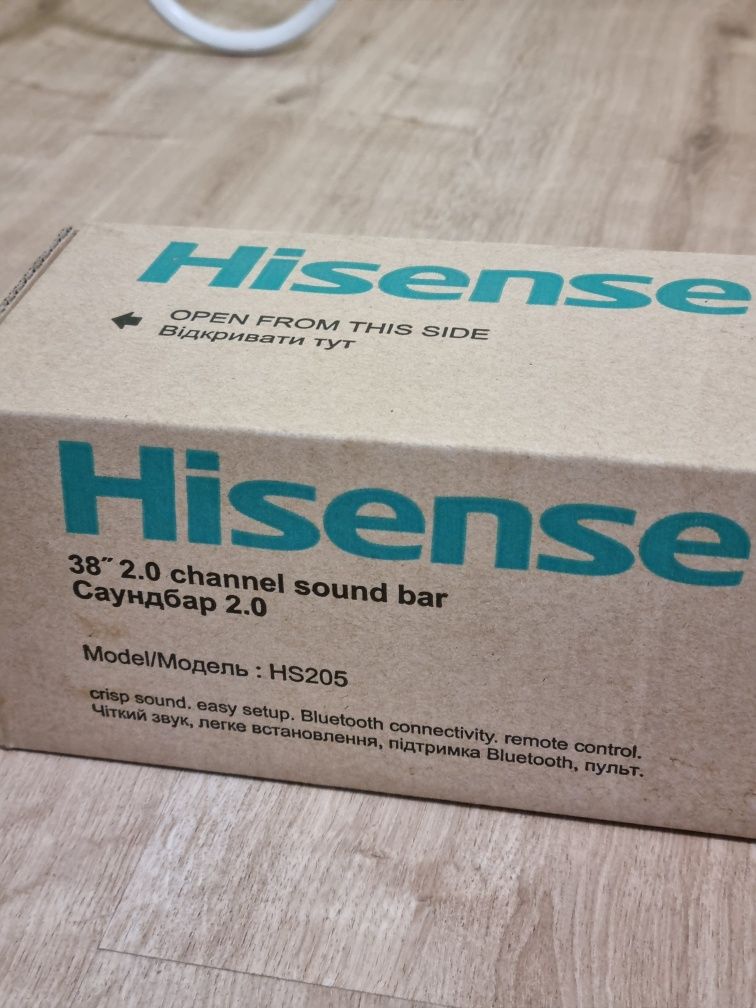 Hisense
OPEN FROM THIS SIDE
Відкривати тут
Hisense
38˝ 2.0 channel sound bar
Саундбар 2.0
Model/Модель : HS205
crisp sound. easy setup. Bluetooth connectivity. remote control.
Чіткий звук, легке встановлення, підтримка Bluetooth, пульт.